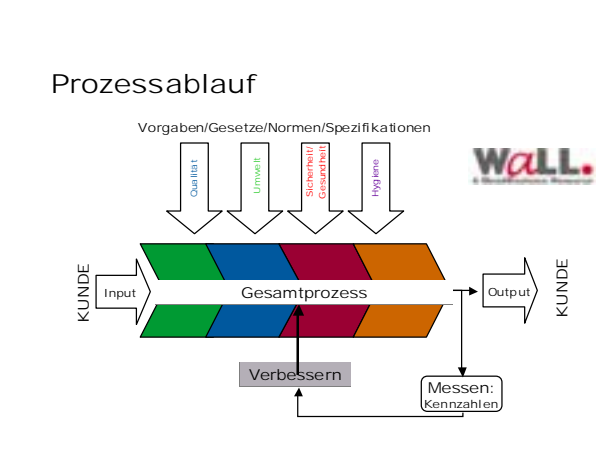 Prozessablauf
Vorgaben/Gesetze/Normen/Spezifikationen
WaLL.
Qualität
Umwelt
Sicherheit/
Gesundheit
Hygiene
KUNDE
Input
Gesamtprozess
Output
KUNDE
Verbessern
Messen:
Kennzahlen